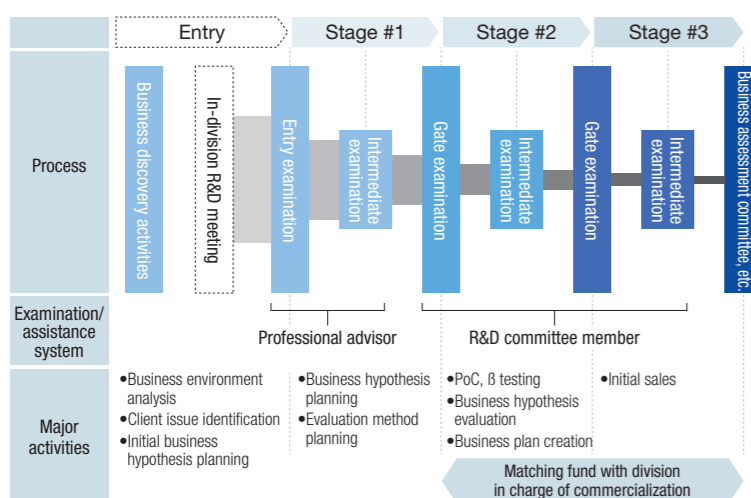 Entry
Stage #1
Stage #2
Stage #3
Process
Business discovery activities
In-division R&D meeting
Entry examination
Intermediate
examination
Gate examination
Intermediate
examination
Gate examination
Intermediate
examination
Business assessment committee, etc.
Examination/
assistance
system
Professional advisor
R&D committee member
Major
activities
•Business environment
analysis
•Client issue identification
•Initial business
hypothesis planning
•Business hypothesis
planning
•Evaluation method
planning
•PoC, ß testing
•Business hypothesis
evaluation
•Business plan creation
•Initial sales
Matching fund with division
in charge of commercialization